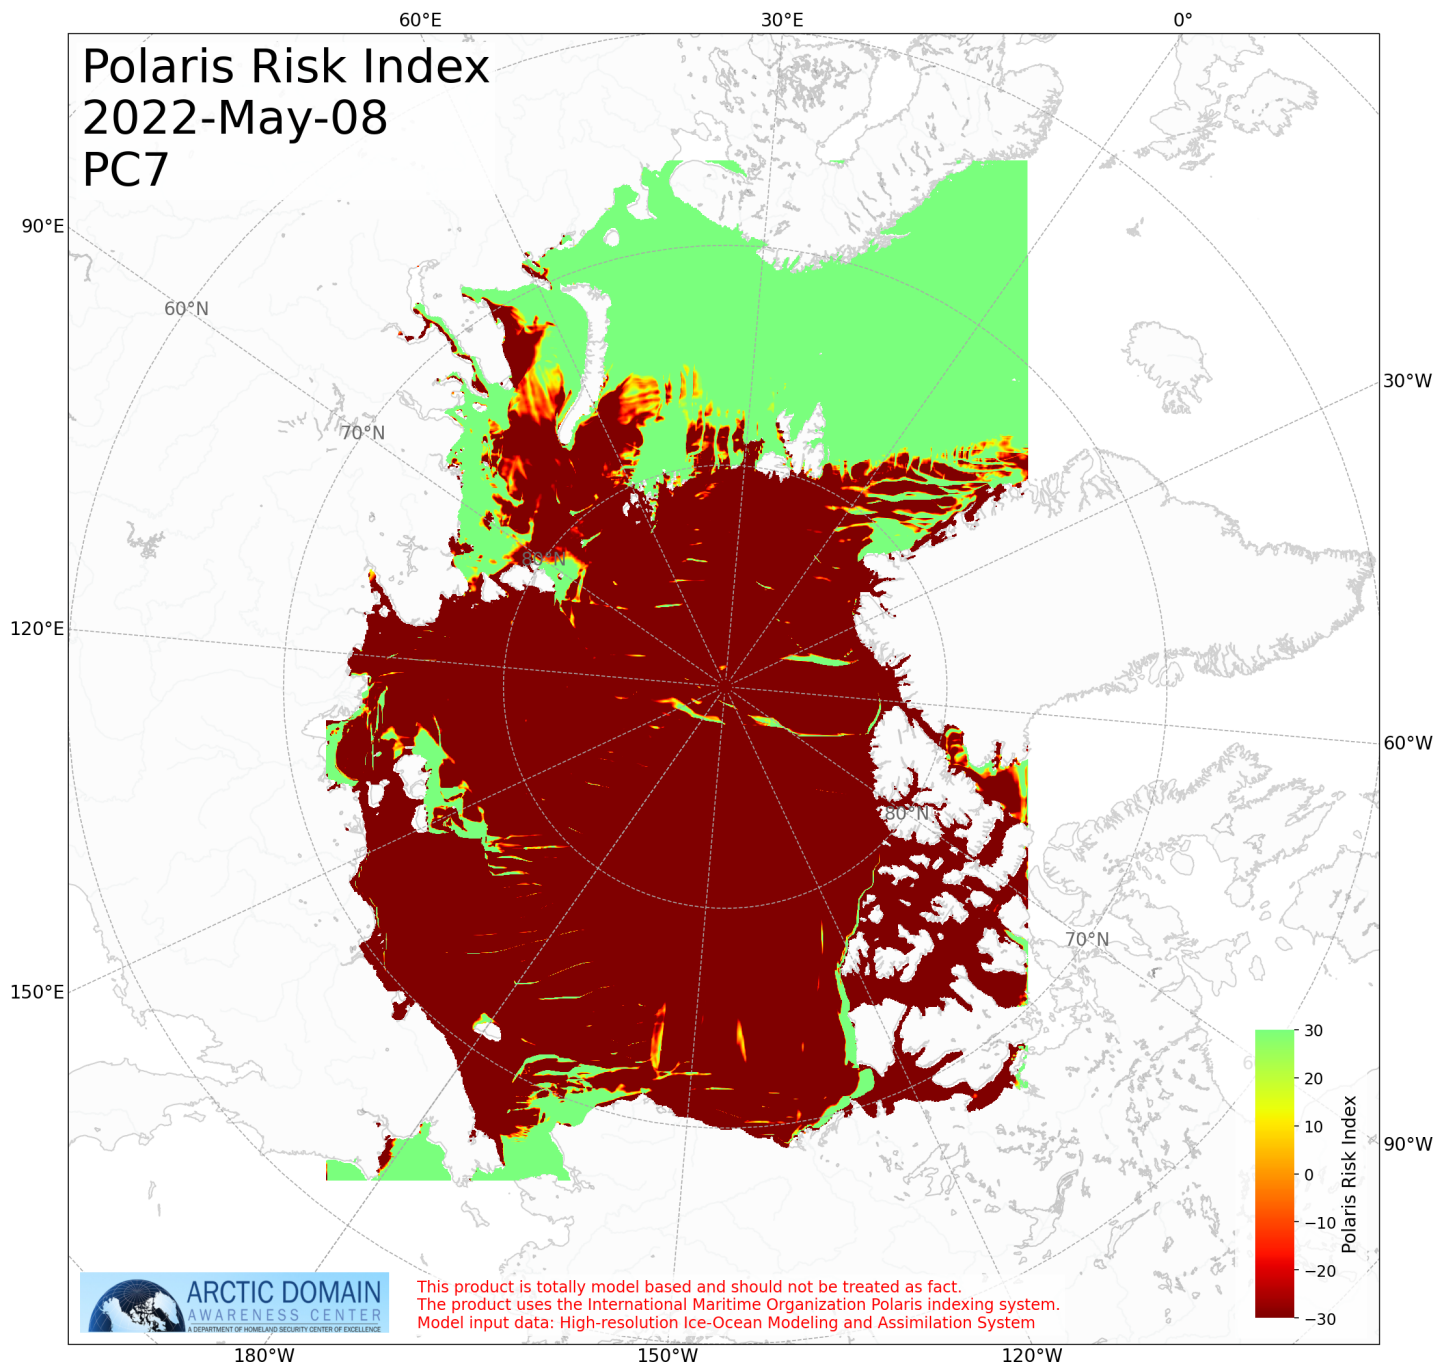 60°E
30°E
0°
Polaris Risk Index
2022-May-08
PC7
90°E
60°N
30°W
70°N
80°N
120°E
60°W
80°N
70°N
150°E
30
20
10
0
−10
−20
−30
Polaris Risk Index
90°W
ARCTIC DOMAIN
AWARENESS CENTER
A DEPARTMENT OF HOMELAND SECURITY CENTER OF EXCELLENCE
This product is totally model based and should not be treated as fact.
The product uses the International Maritime Organization Polaris indexing system.
Model input data: High-resolution Ice-Ocean Modeling and Assimilation System
180°W
150°W
120°W